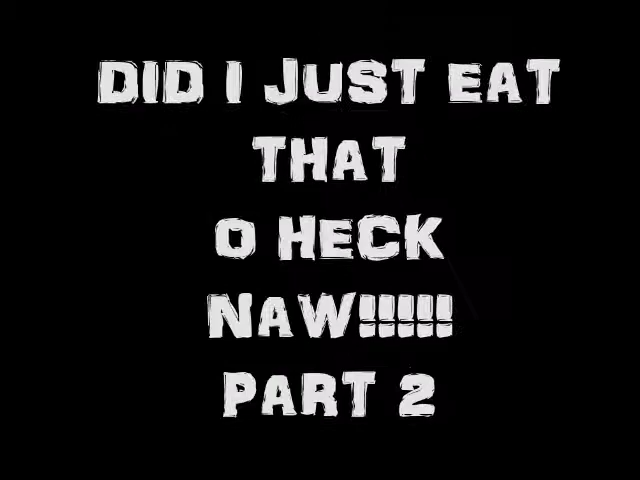 DID I JUST EAT
THAT
O HECK
NAW!!!!!
PART 2